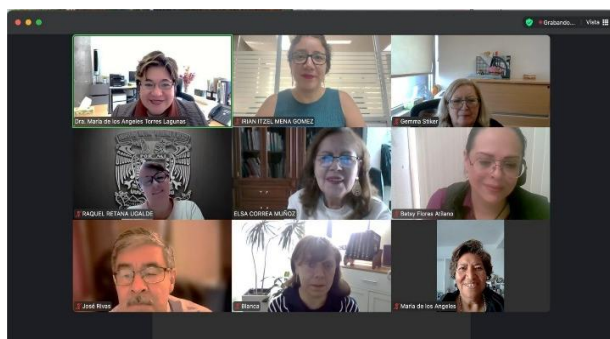 Grabando...
Vista
Dra. María de los Angeles Torres Lagunas
IRIAN ITZEL MENA GOMEZ
Gemma Stiker
RAQUEL RETANA UGALDE
ELSA CORREA MUÑOZ
Betsy Flores Atilano
José Rivas
Blanca
Maria de los Angeles